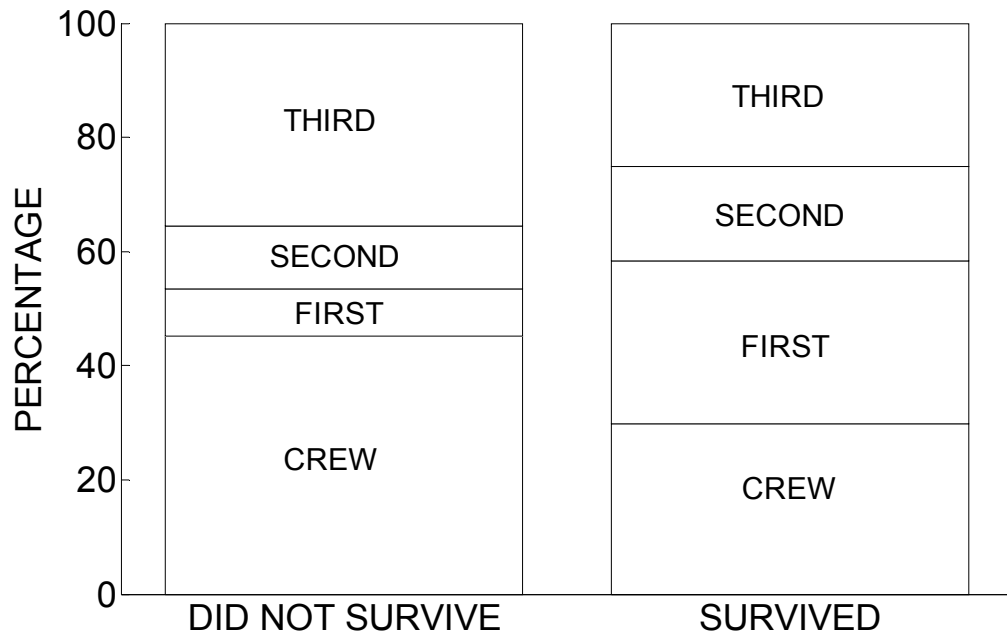 100
80
60
40
20
0
PERCENTAGE
THIRD
SECOND
FIRST
CREW
THIRD
SECOND
FIRST
CREW
DID NOT SURVIVE
SURVIVED